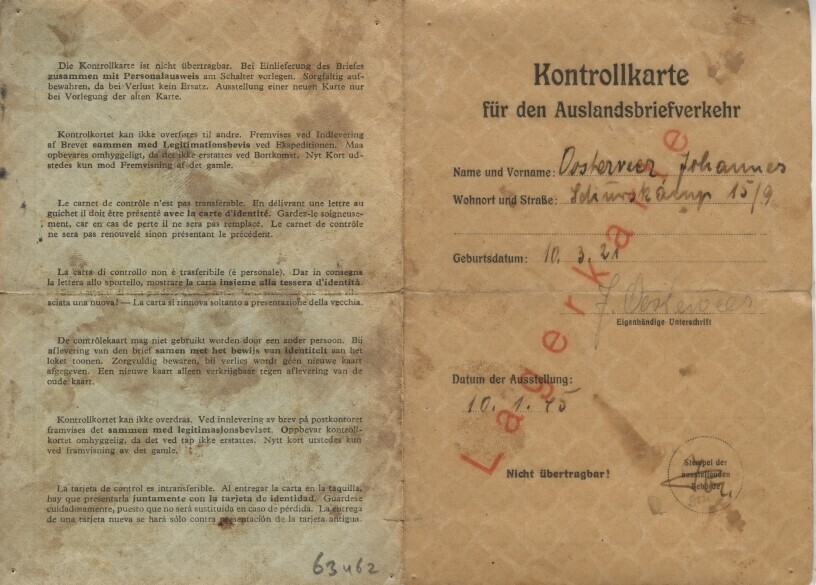 Die Kontrollkarte ist nicht übertragbar. Bei Einlieferung des Briefes
zusammen mit Personalausweis am Schalter vorlegen. Sorgfältig auf-
bewahren, da bei Verlust kein Ersatz. Ausstellung einer neuen Karte nur
bei Vorlegung der alten Karte.
Kontrolkortet kan ikke overføres til andre. Fremvises ved Indlevering
af Brevet sammen med Legitimationsbevis ved Ekspeditionen. Maa
opbevares omhyggeligt, da det ikke erstattes ved Bortkomst. Nyt Kort ud-
stedes kun mod Fremvisning af det gamle.
Le carnet de contrôle n'est pas transférable. En délivrant une lettre au
guichet il doit être présenté avec la carte d'identité. Gardez-le soigneuse-
ment, car en cas de perte il ne sera pas remplacé. Le carnet de contrôle
ne sera pas renouvelé sinon présentant le précédent.
La carta di controllo non è trasferibile (è personale). Dar in consegna
la lettera allo sportello, mostrare la carta insieme alla tessera d'identità
sciata una nuova! — La carta si rinnova soltanto a presentazione della vecchia.
De contrôlekaart mag niet gebruikt worden door een ander persoon. Bij
aflevering van den brief samen met het bewijs van identiteit aan het
loket toonen. Zorgvuldig bewaren, bij verlies wordt géén nieuwe kaart
afgegeven. Een nieuwe kaart alleen verkrijgbaar tegen aflevering van de
oude kaart.
Kontrollkortet kan ikke overdras. Ved innlevering av brev på postkontoret
framvises det sammen med legitimasjonsbeviset. Oppbevar kontroll-
kortet omhyggelig, da det ved tap ikke erstattes. Nytt kort utstedes kun
ved framvisning av det gamle.
La tarjeta de control es intransferible. Al entregar la carta en la taquilla,
hay que presentarla juntamente con la tarjeta de identidad. Guárdese
cuidadosamente, puesto que no será sustituida en caso de pérdida. La entrega
de una tarjeta nueva se hará sólo contra presentación de la tarjeta antigua.
Kontrollkarte
für den Auslandsbriefverkehr
Name und Vorname: Oosterveer Johannes
Wohnort und Straße: Schurskamp 15/9
Geburtsdatum: 10. 3. 21
J. Oosterveer
Eigenhändige Unterschrift
Lagerkarte
Datum der Ausstellung:
10. 1. 45
Nicht übertragbar!
Stempel der
ausstellenden
Behörde